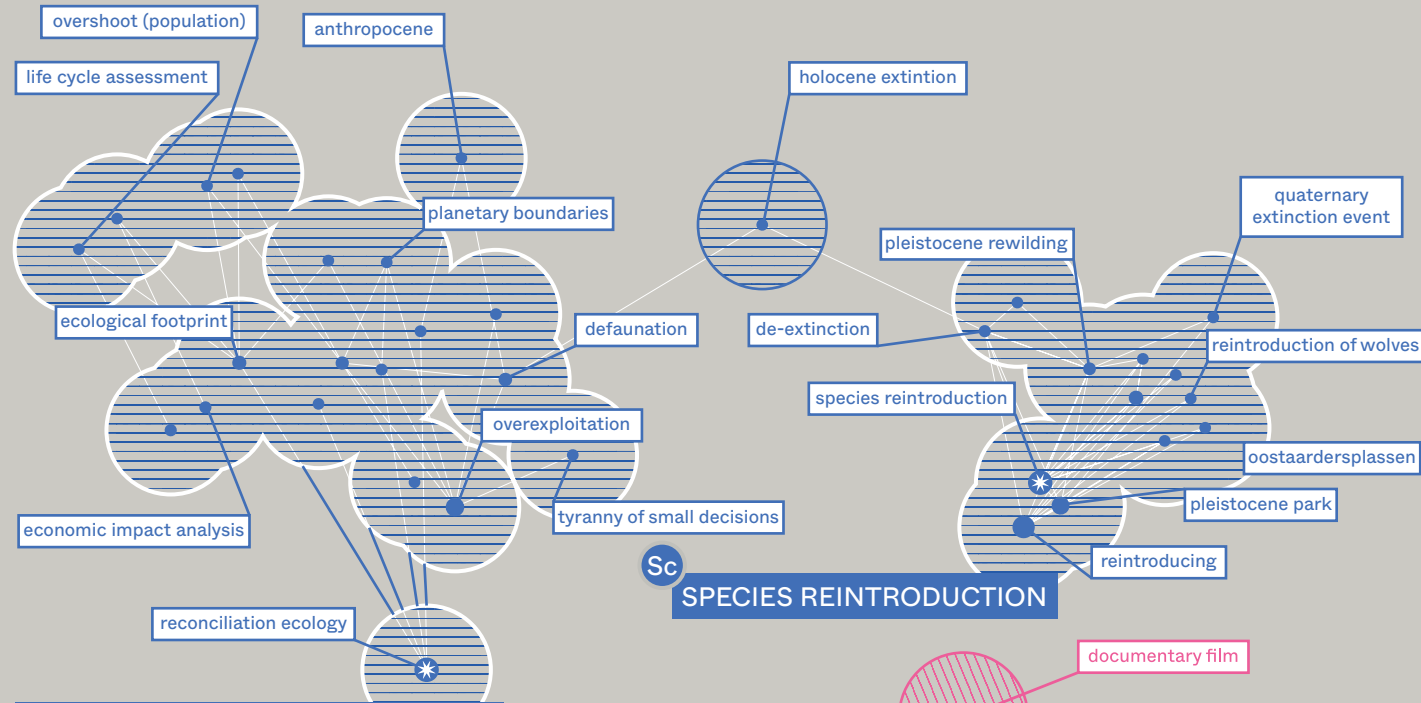 overshoot (population)
anthropocene
life cycle assessment
holocene extintion
planetary boundaries
quaternary
extinction event
pleistocene rewilding
ecological footprint
defaunation
de-extinction
reintroduction of wolves
species reintroduction
overexploitation
oostaardersplassen
economic impact analysis
tyranny of small decisions
pleistocene park
reintroducing
Sc
SPECIES REINTRODUCTION
reconciliation ecology
documentary film